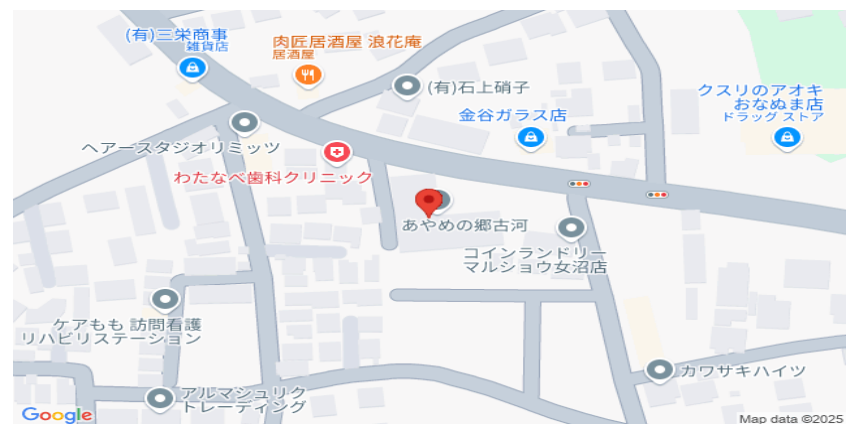 (有)三栄商事
雑貨店
肉匠居酒屋 浪花庵
居酒屋
(有)石上硝子
クスリのアオキ
おなぬま店
ドラッグストア
金谷ガラス店
ヘアースタジオリミッツ
わたなべ歯科クリニック
あやめの郷古河
コインランドリー
マルショウ女沼店
ケアもも 訪問看護
リハビリステーション
カワサキハイツ
アルマシュリク
トレーディング
Google
Map data ©2025